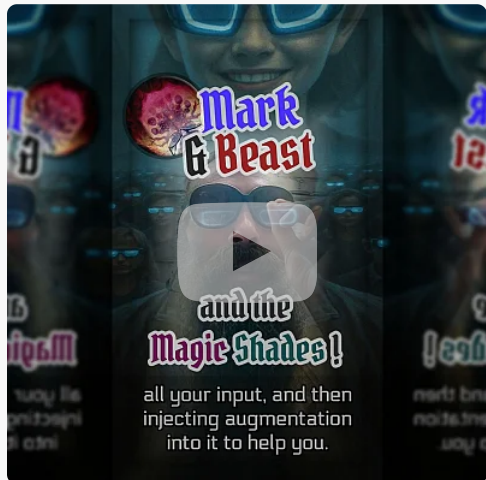 Mark
& Beast
and the
Magic Shades !
all your input, and then
injecting augmentation
into it to help you.